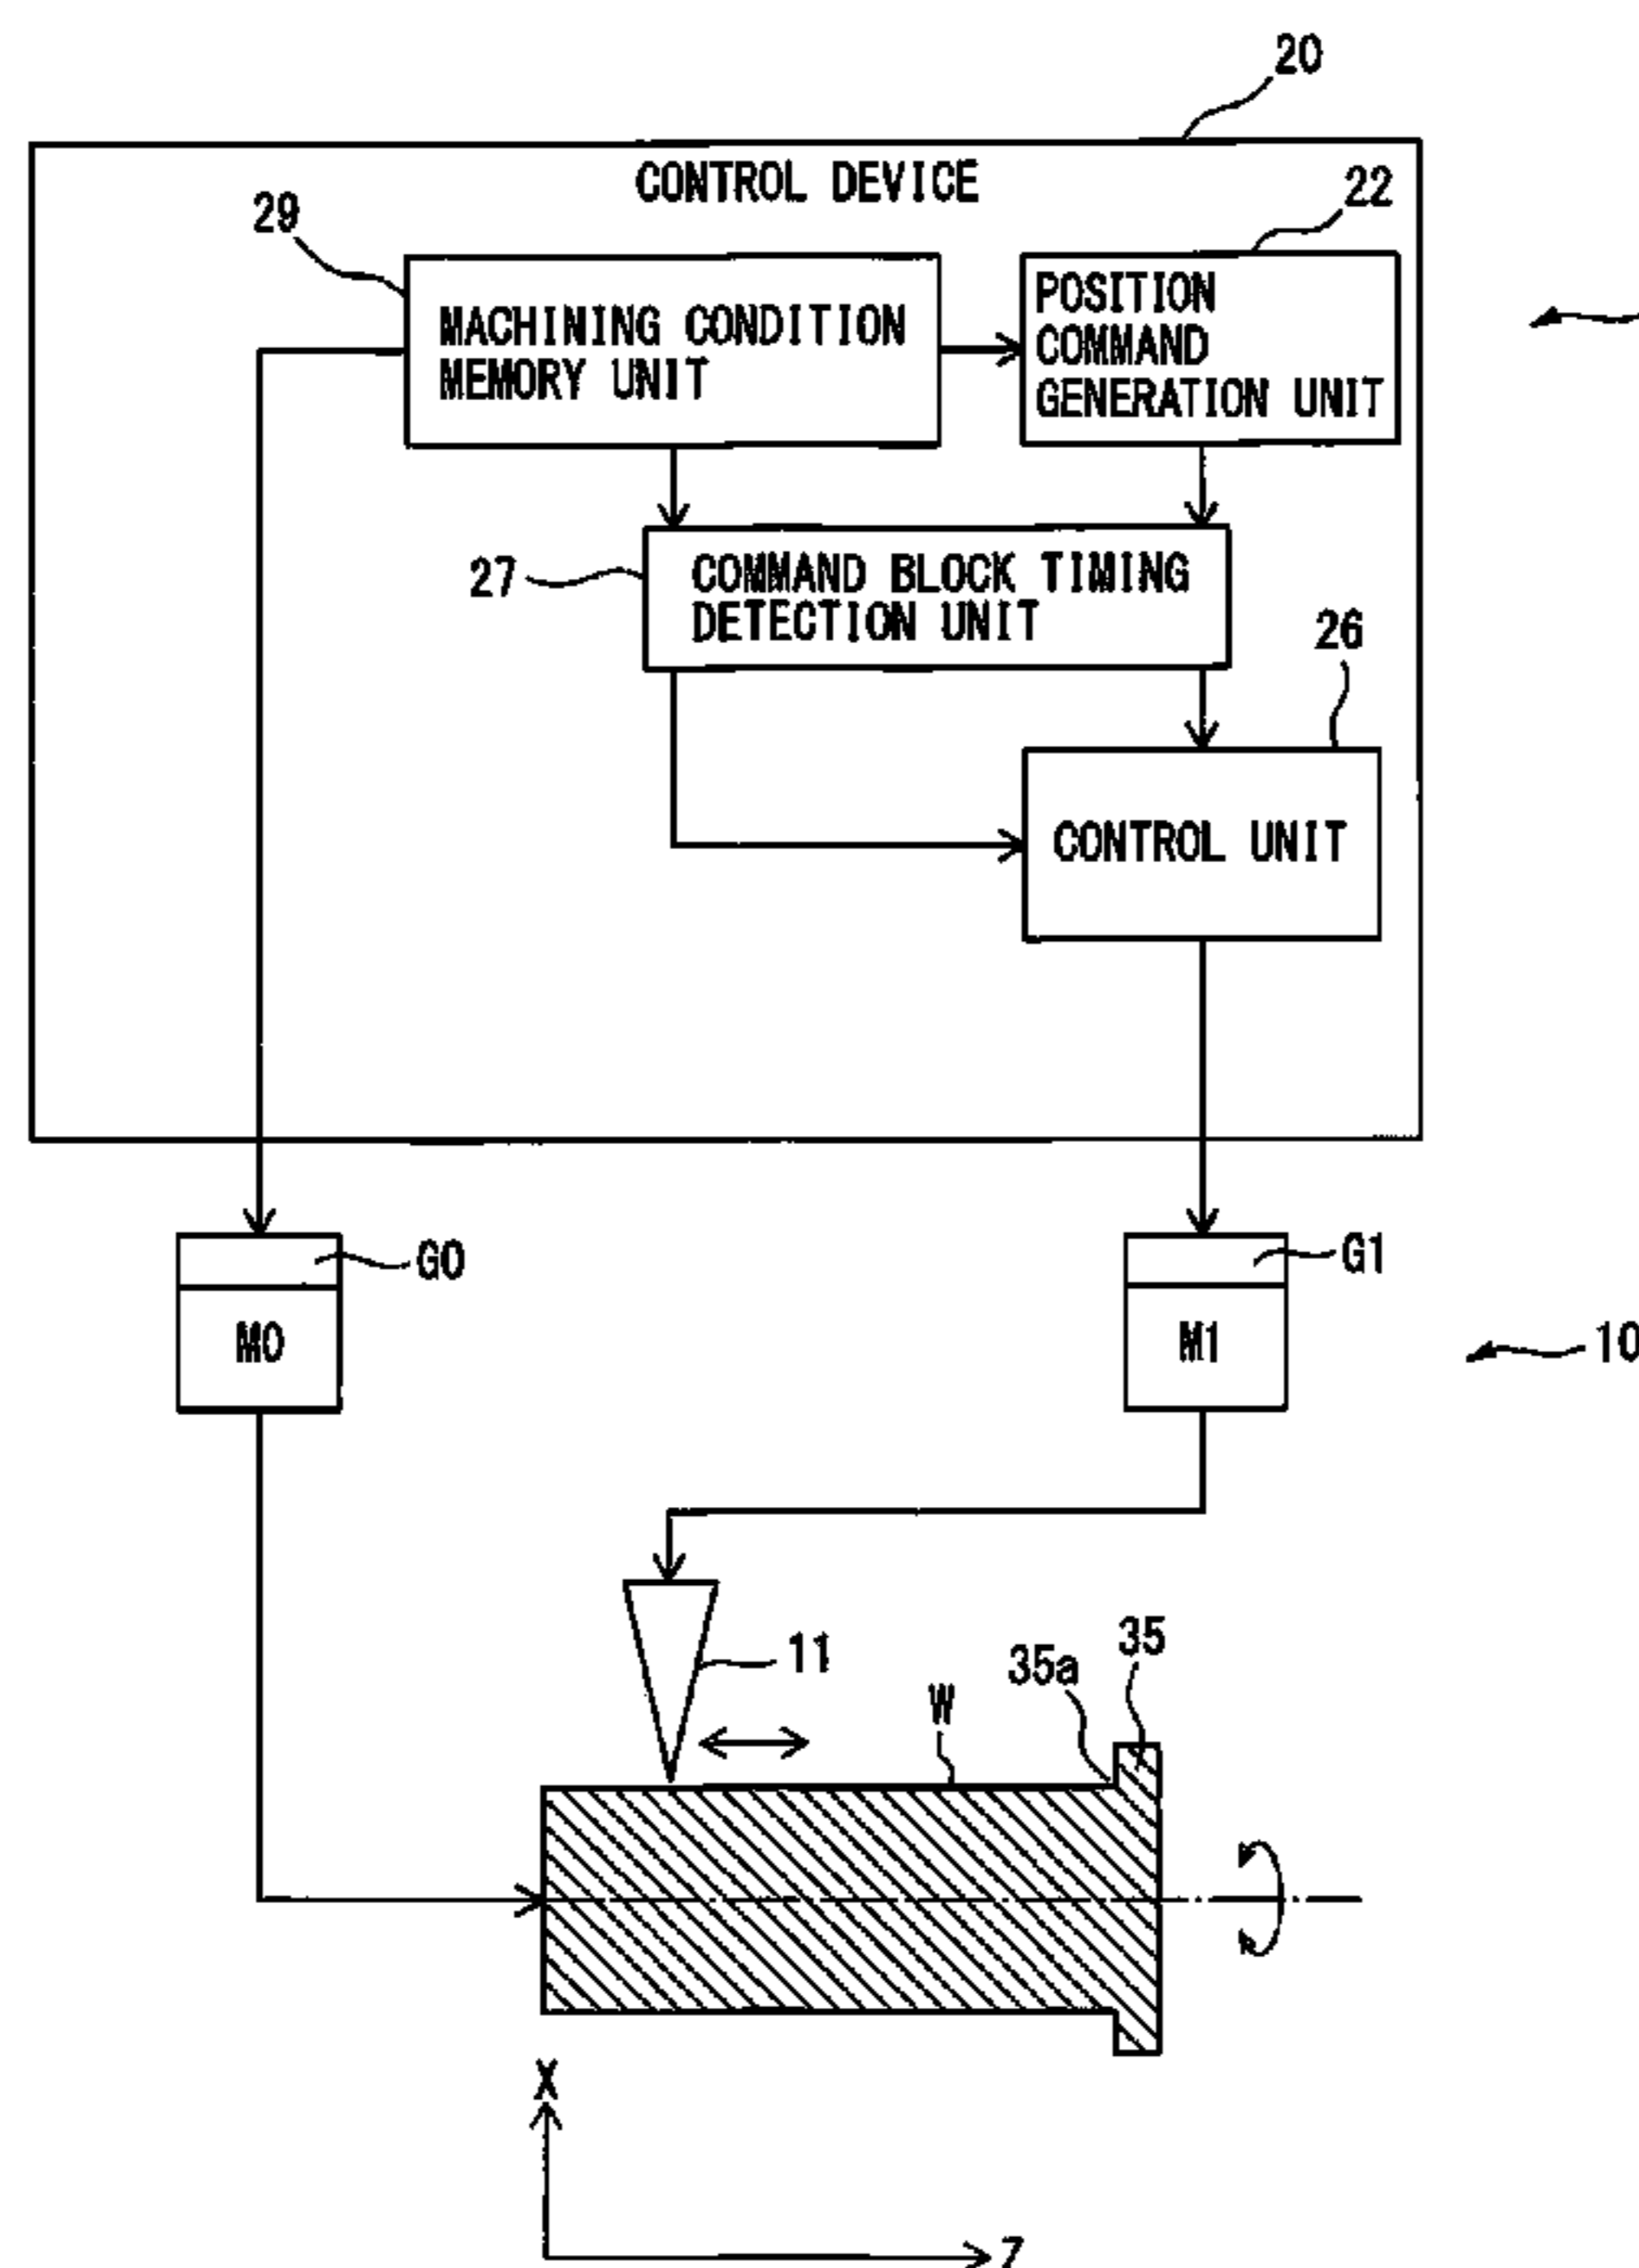 20
CONTROL DEVICE
22
29
MACHINING CONDITION
MEMORY UNIT
POSITION
COMMAND
GENERATION UNIT
27
COMMAND BLOCK TIMING
DETECTION UNIT
26
CONTROL UNIT
G0
G1
M0
M1
10
11
35
35a
W
X
Z